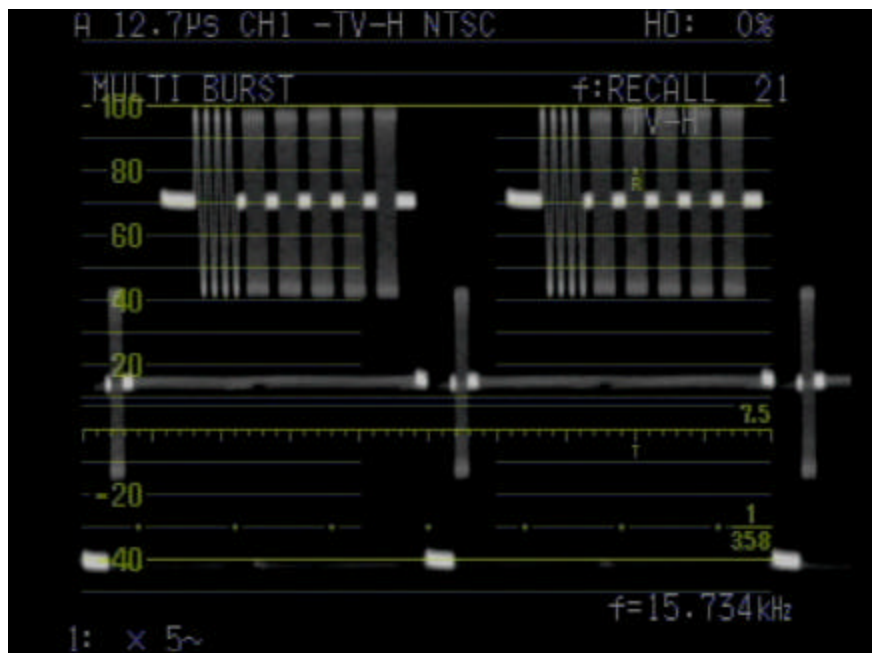 A 12.7µs CH1 -TV-H NTSC HO: 0%
MULTI BURST f:RECALL 21
TV-H
100
80
60
40
20
7.5
T
-20
1
358
-40
f=15.734kHz
1: × 5~